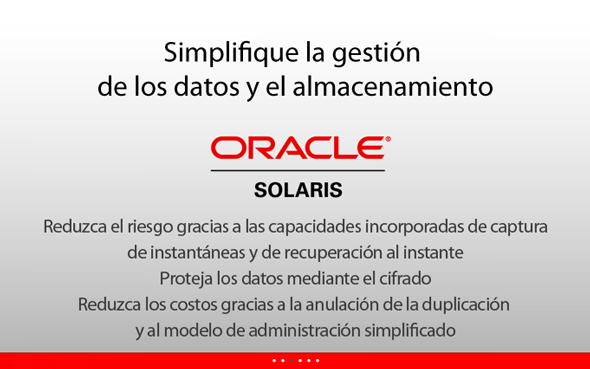 Simplifique la gestión
de los datos y el almacenamiento
ORACLE®
SOLARIS
Reduzca el riesgo gracias a las capacidades incorporadas de captura
de instantáneas y de recuperación al instante
Proteja los datos mediante el cifrado
Reduzca los costos gracias a la anulación de la duplicación
y al modelo de administración simplificado